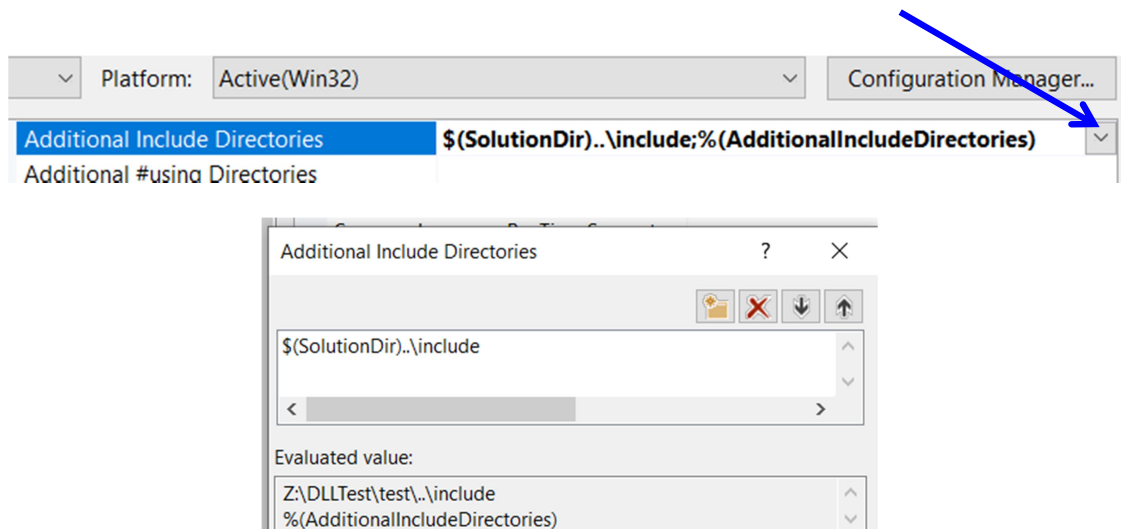 Platform: Active(Win32) Configuration Manager...
Additional Include Directories $(SolutionDir)..\include;%(AdditionalIncludeDirectories)
Additional #using Directories
Additional Include Directories ? ×
$(SolutionDir)..\include
Evaluated value:
Z:\DLLTest\test\..\include
%(AdditionalIncludeDirectories)